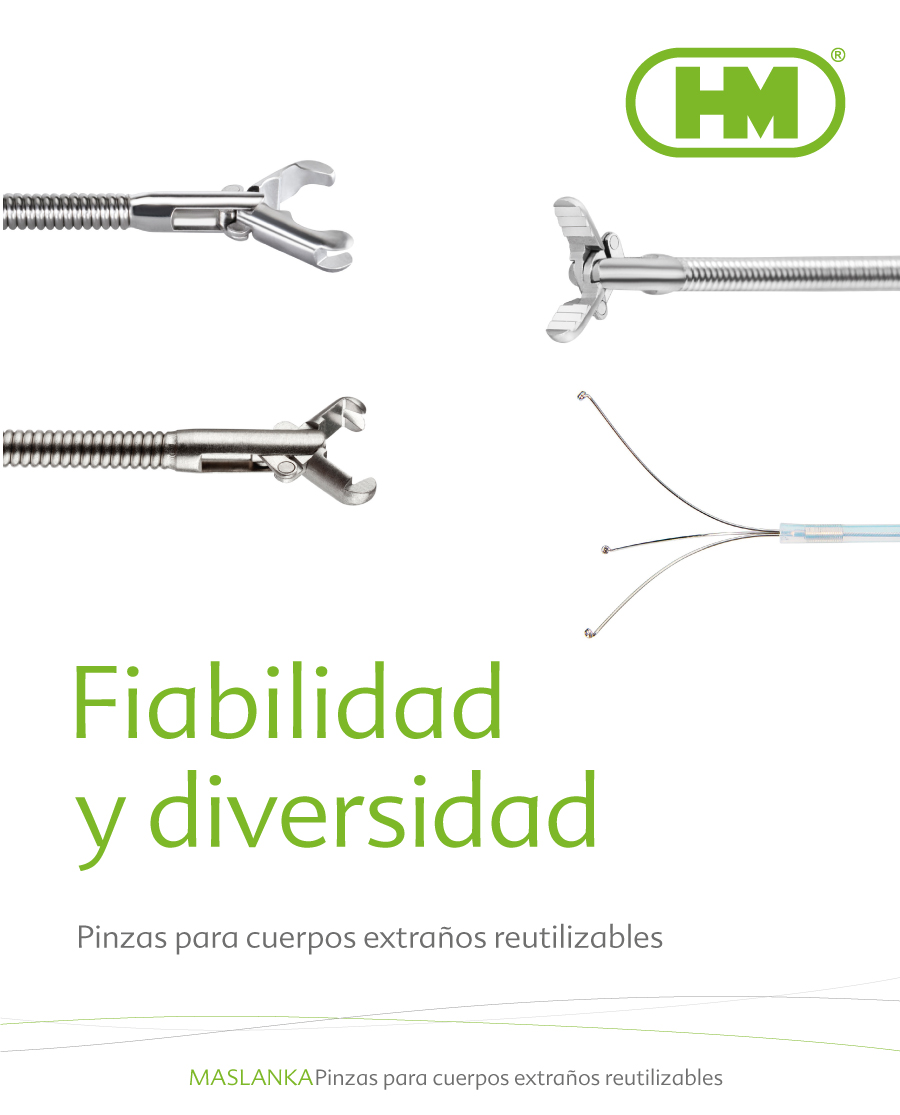 HM®
Fiabilidad
y diversidad
Pinzas para cuerpos extraños reutilizables
MASLANKAPinzas para cuerpos extraños reutilizables